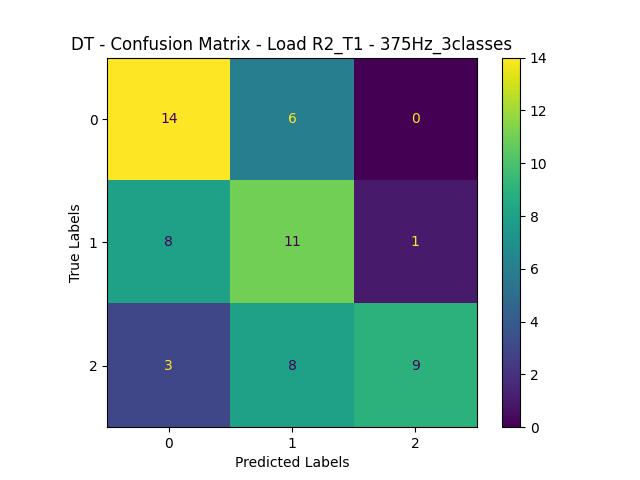 DT - Confusion Matrix - Load R2_T1 - 375Hz_3classes
14
0
14 6 0
12
10
True Labels
1
8 11 1
8
6
4
2
3 8 9
2
0
0 1 2
Predicted Labels